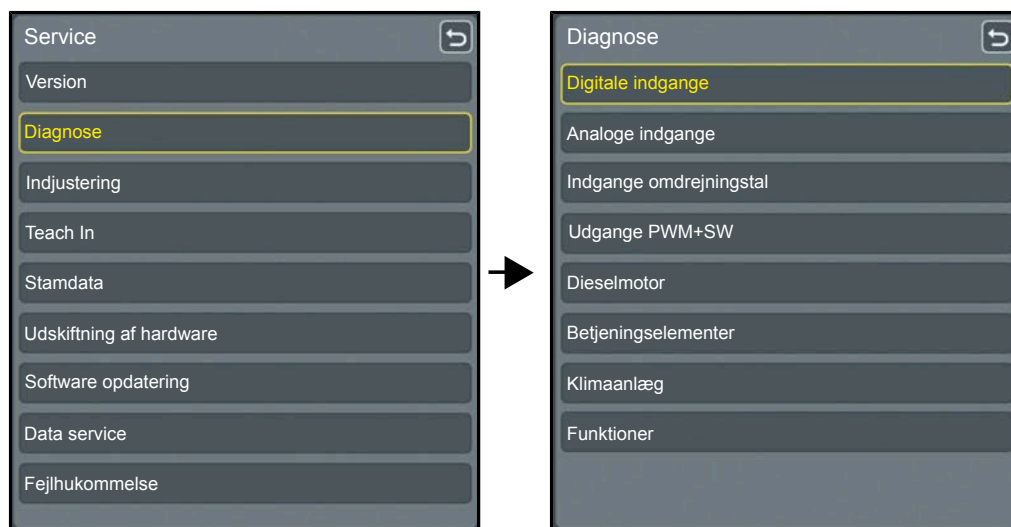 Service
Version
Diagnose
Indjustering
Teach In
Stamdata
Udskiftning af hardware
Software opdatering
Data service
Fejlhukommelse
Diagnose
Digitale indgange
Analoge indgange
Indgange omdrejningstal
Udgange PWM+SW
Dieselmotor
Betjeningselementer
Klimaanlæg
Funktioner